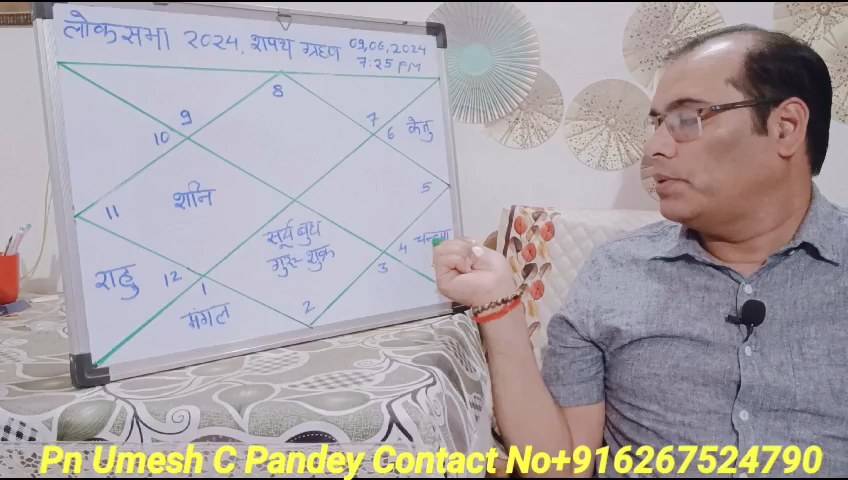 लोकसभा 2024. शपथ ग्रहण 09,06,2024
7:25 PM
8
9
7
10
6 केतु
शनि
5
11
सूर्य बुध
4 चन्द्रमा
गुरु- शुक्र
3
राहु 12
1
मंगल
2
Pn Umesh C Pandey Contact No+916267524790